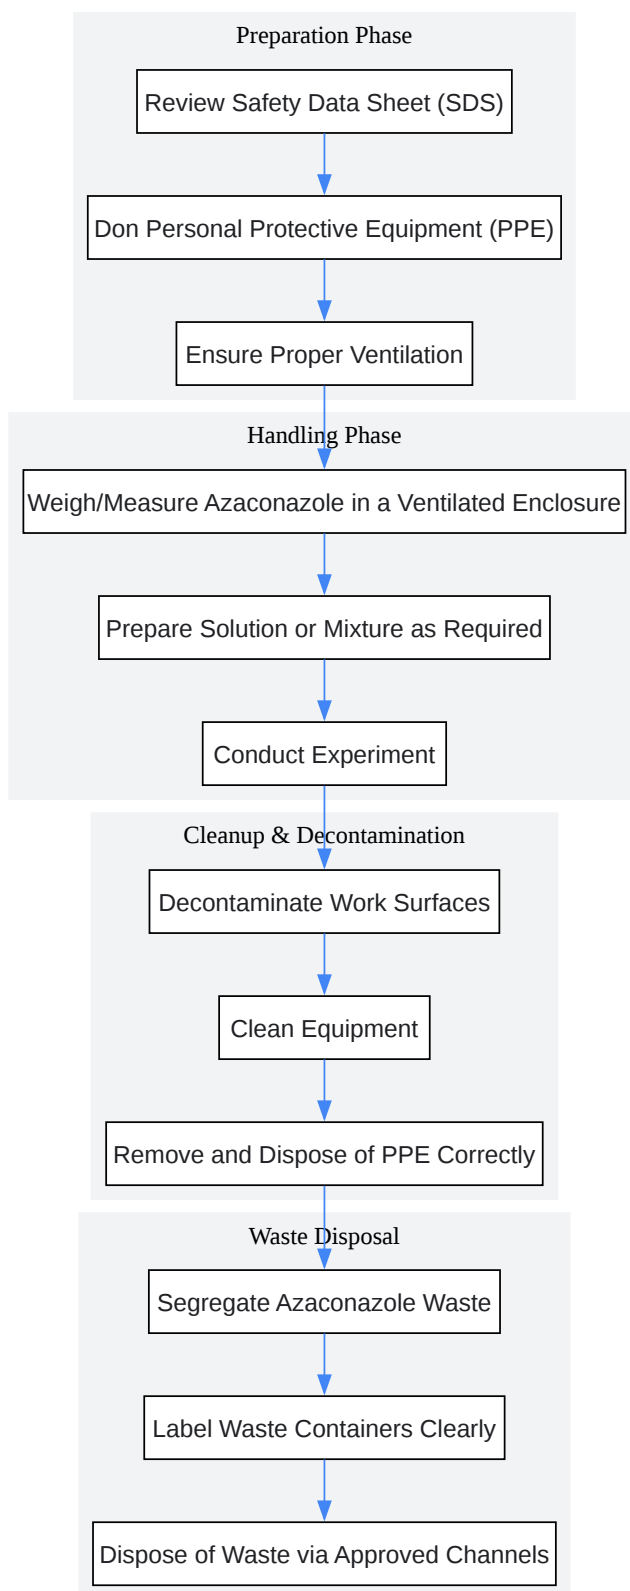 Preparation Phase
Review Safety Data Sheet (SDS)
Don Personal Protective Equipment (PPE)
Ensure Proper Ventilation
Handling Phase
Weigh/Measure Azaconazole in a Ventilated Enclosure
Prepare Solution or Mixture as Required
Conduct Experiment
Cleanup & Decontamination
Decontaminate Work Surfaces
Clean Equipment
Remove and Dispose of PPE Correctly
Waste Disposal
Segregate Azaconazole Waste
Label Waste Containers Clearly
Dispose of Waste via Approved Channels